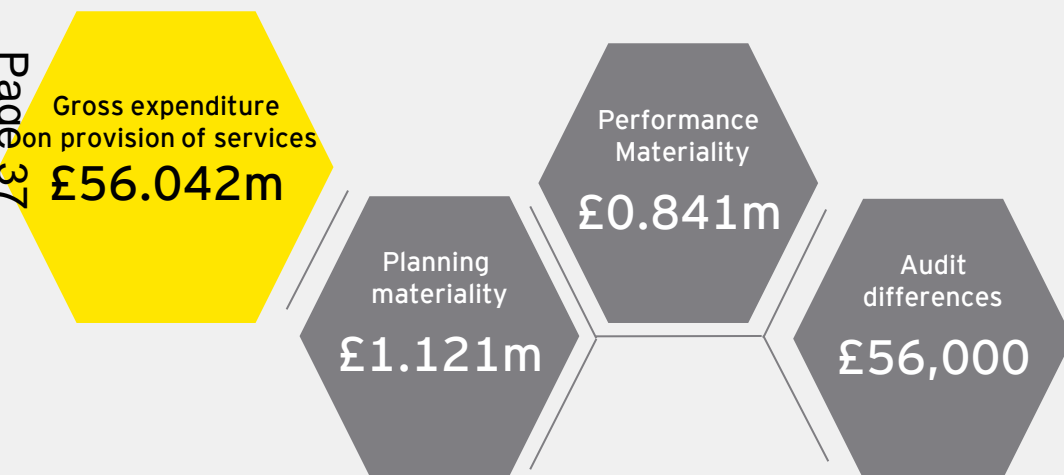 Page 37
Gross expenditure
on provision of services
£56.042m
Planning
materiality
£1.121m
Performance
Materiality
£0.841m
Audit
differences
£56,000